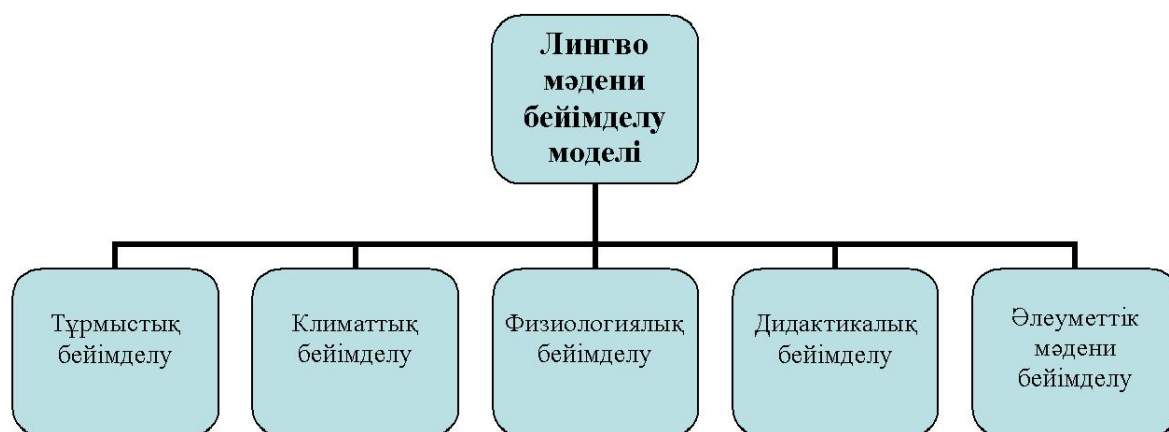 Лингво
мәдени
бейімделу
моделі
Тұрмыстық
бейімделу
Климаттық
бейімделу
Физиологиялық
бейімделу
Дидактикалық
бейімделу
Әлеуметтік
мәдени
бейімделу